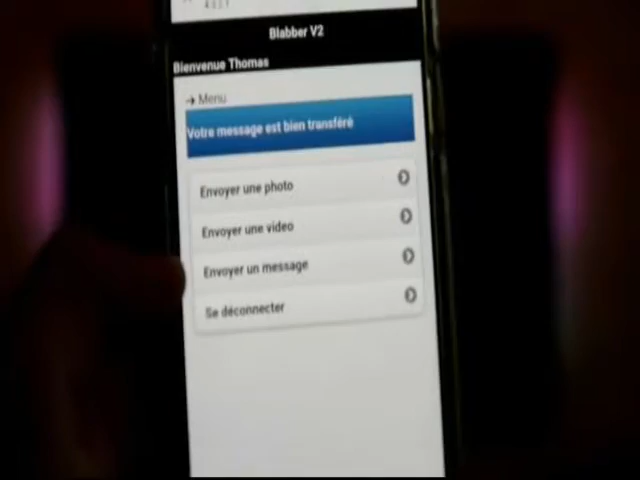 Blabber V2
Bienvenue Thomas
➔ Menu
Votre message est bien transféré
Envoyer une photo
Envoyer une video
Envoyer un message
Se déconnecter